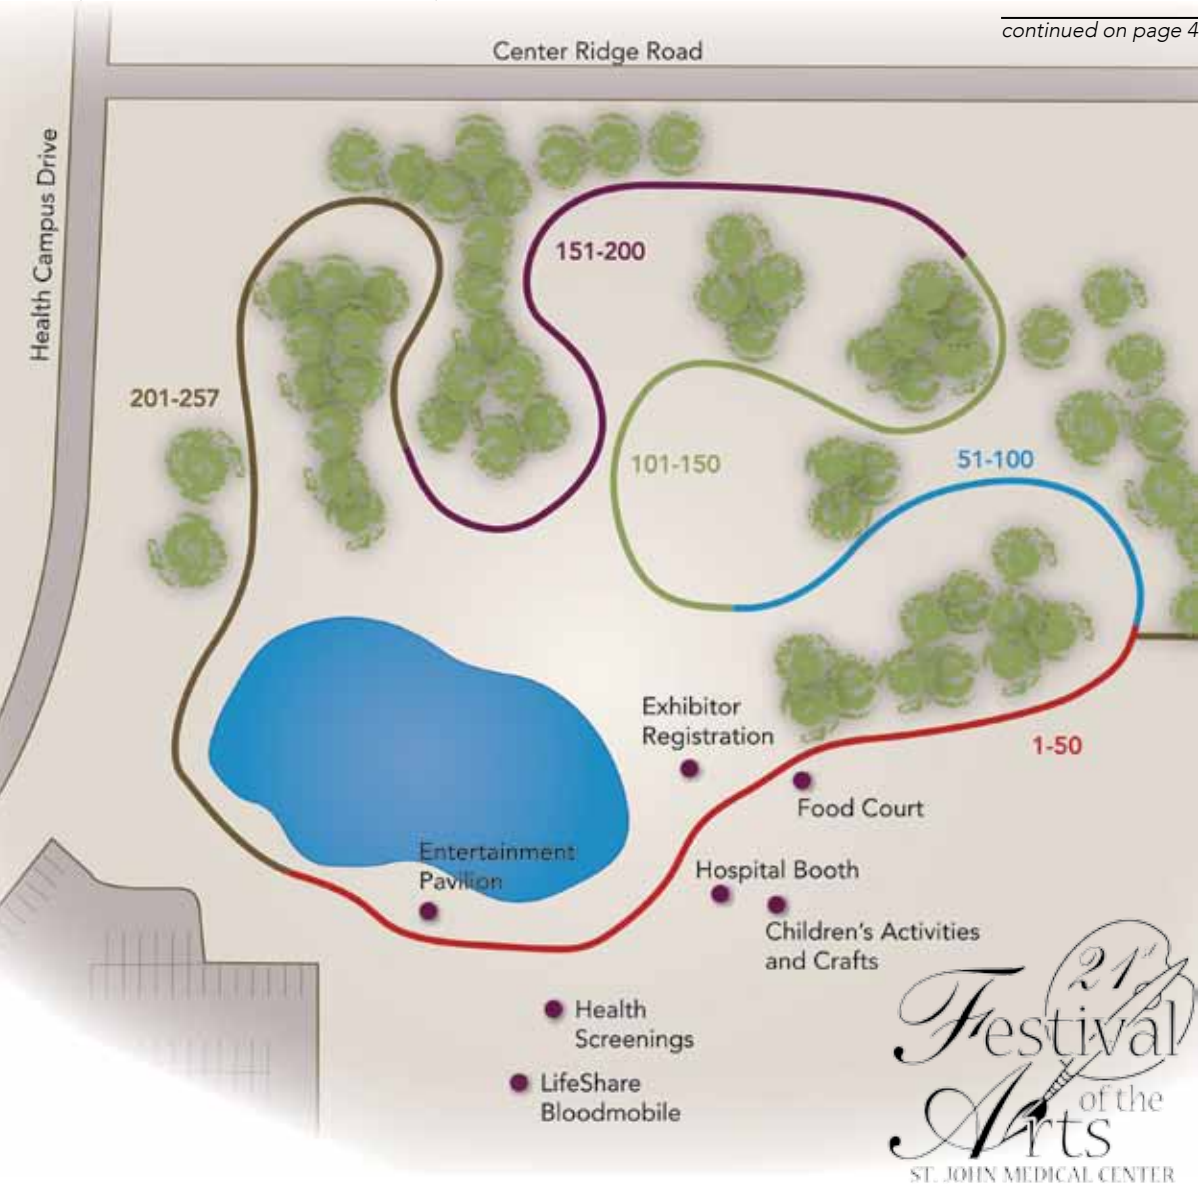 continued on page 4
Center Ridge Road
Health Campus Drive
151-200
201-257
101-150
51-100
Exhibitor
Registration
1-50
Food Court
Entertainment
Pavilion
Hospital Booth
Children's Activities
and Crafts
Health
Screenings
LifeShare
Bloodmobile
21st
Festival
of the
Arts
ST. JOHN MEDICAL CENTER